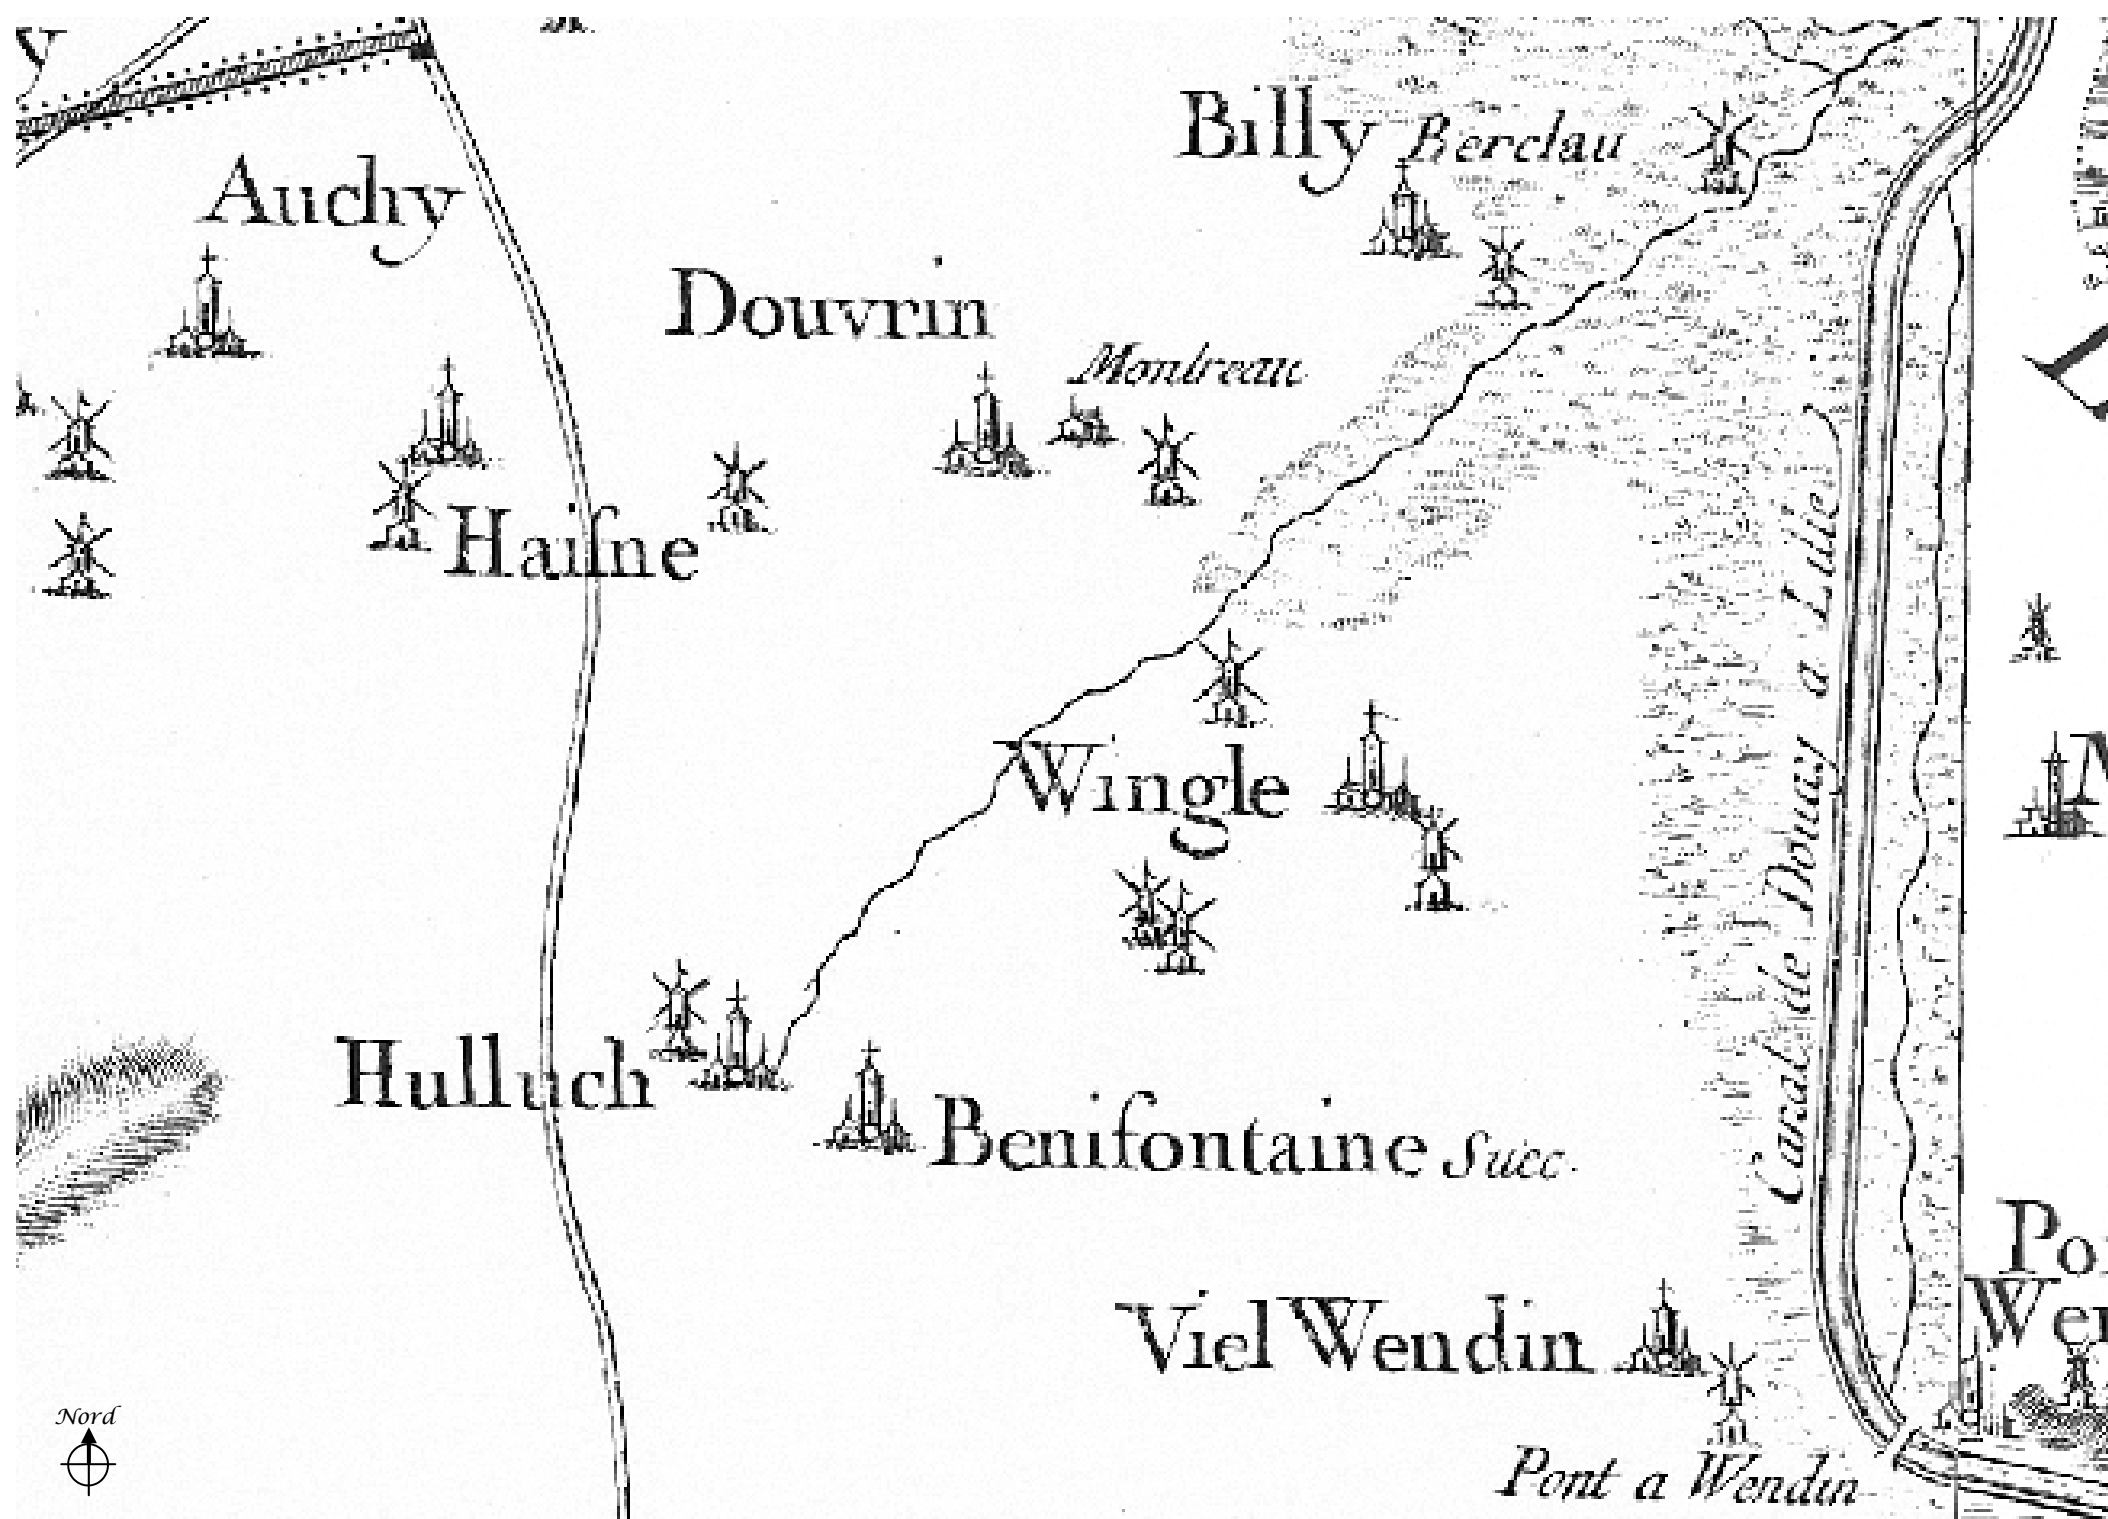 y
Billy Berclau
Auchy
Douvrin
Montreau
Haisne
Canal de Douay a Lille
Wingle
Hulluch
Benifontaine Succ.
Viel Wendin
Nord
Pont a Wendin